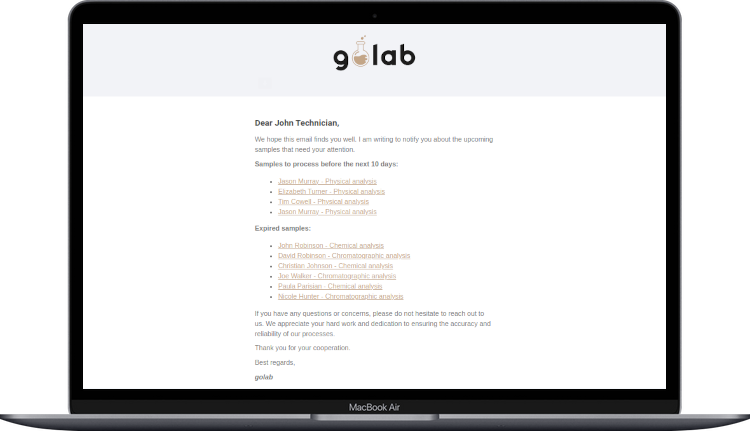 golab
Dear John Technician,
We hope this email finds you well. I am writing to notify you about the upcoming
samples that need your attention.
Samples to process before the next 10 days:
• Jason Murray - Physical analysis
• Elizabeth Turner - Physical analysis
• Tim Cowell - Physical analysis
• Jason Murray - Physical analysis
Expired samples:
• John Robinson - Chemical analysis
• David Robinson - Chromatographic analysis
• Christian Johnson - Chemical analysis
• Joe Walker - Chromatographic analysis
• Paula Parisian - Chemical analysis
• Nicole Hunter - Chromatographic analysis
If you have any questions or concerns, please do not hesitate to reach out to
us. We appreciate your hard work and dedication to ensuring the accuracy and
reliability of our processes.
Thank you for your cooperation.
Best regards,
golab
MacBook Air